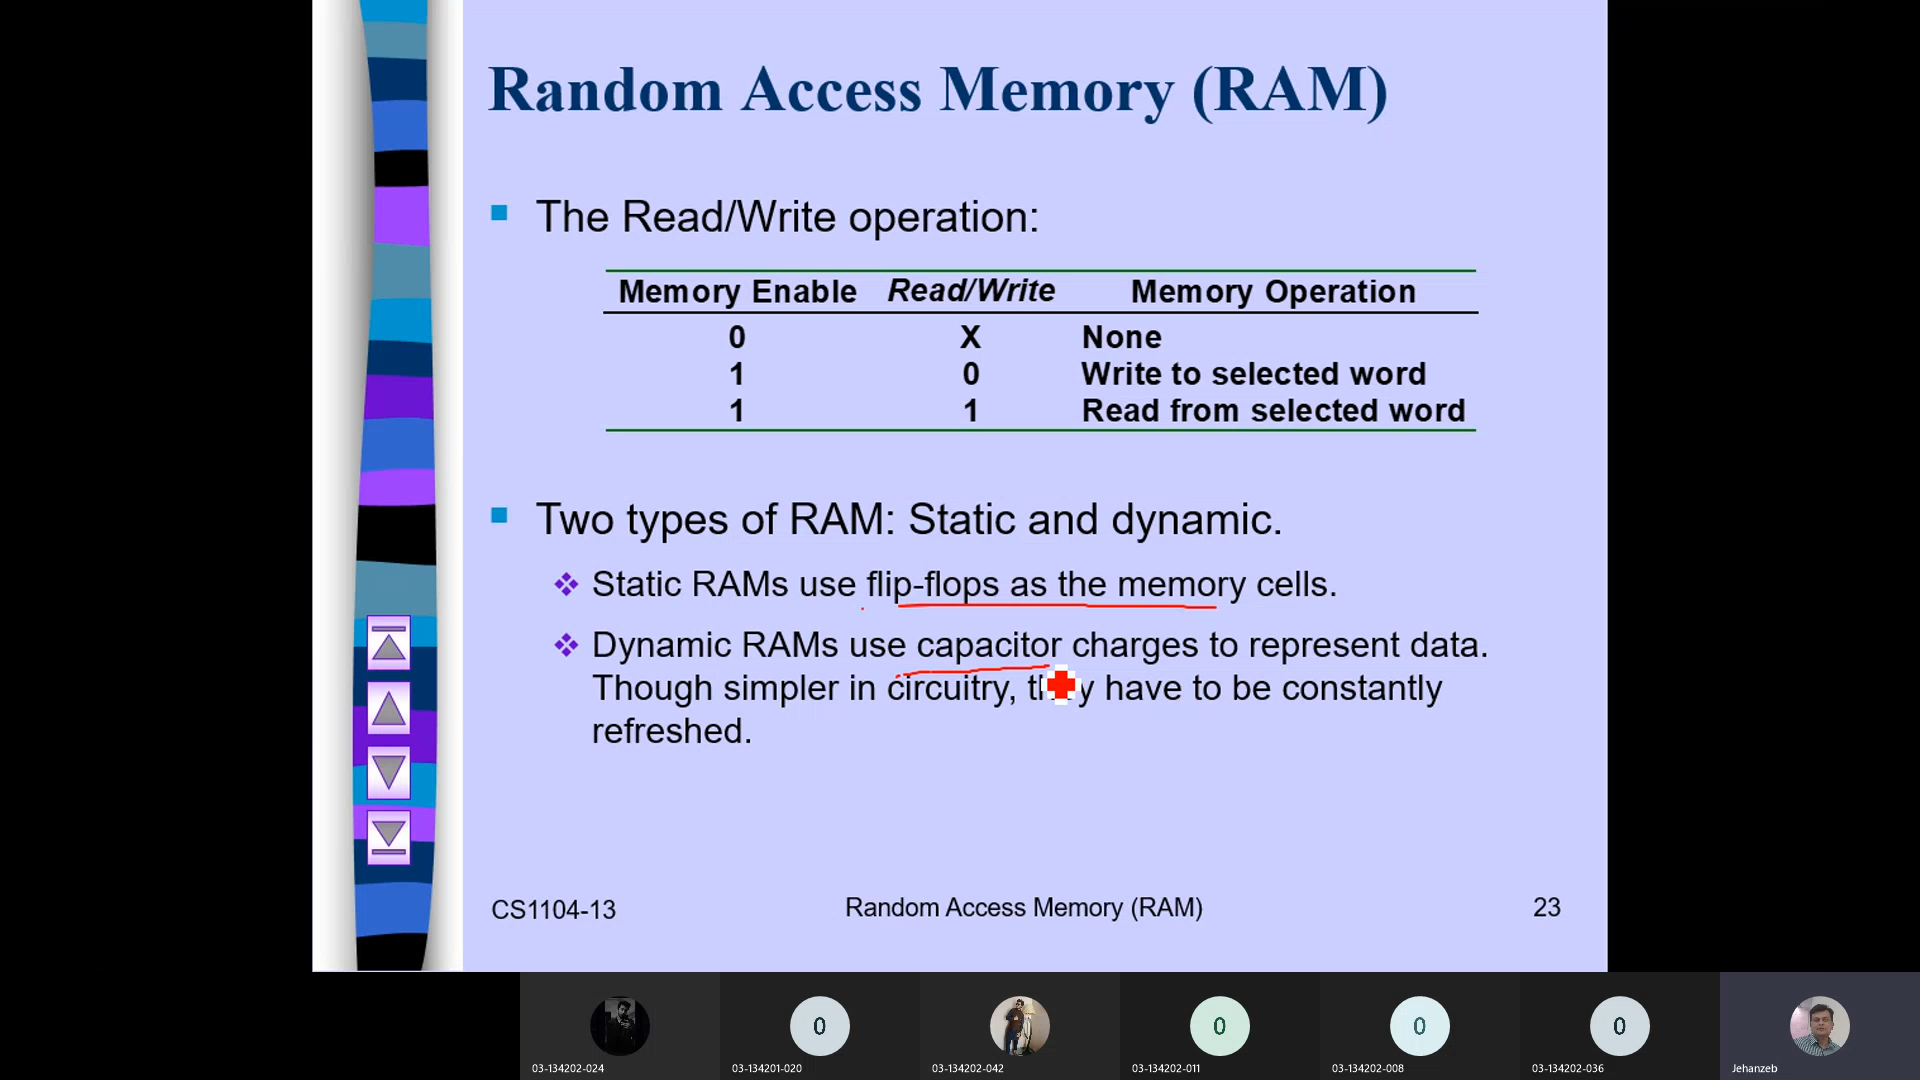 Random Access Memory (RAM)
The Read/Write operation:
Memory Enable Read/Write Memory Operation
0 X None
1 0 Write to selected word
1 1 Read from selected word
Two types of RAM: Static and dynamic.
Static RAMs use flip-flops as the memory cells.
Dynamic RAMs use capacitor charges to represent data.
Though simpler in circuitry, they have to be constantly
refreshed.
CS1104-13 Random Access Memory (RAM) 23
0 0 0 0
03-134202-024 03-134201-020 03-134202-042 03-134202-011 03-134202-008 03-134202-036 Jehanzeb